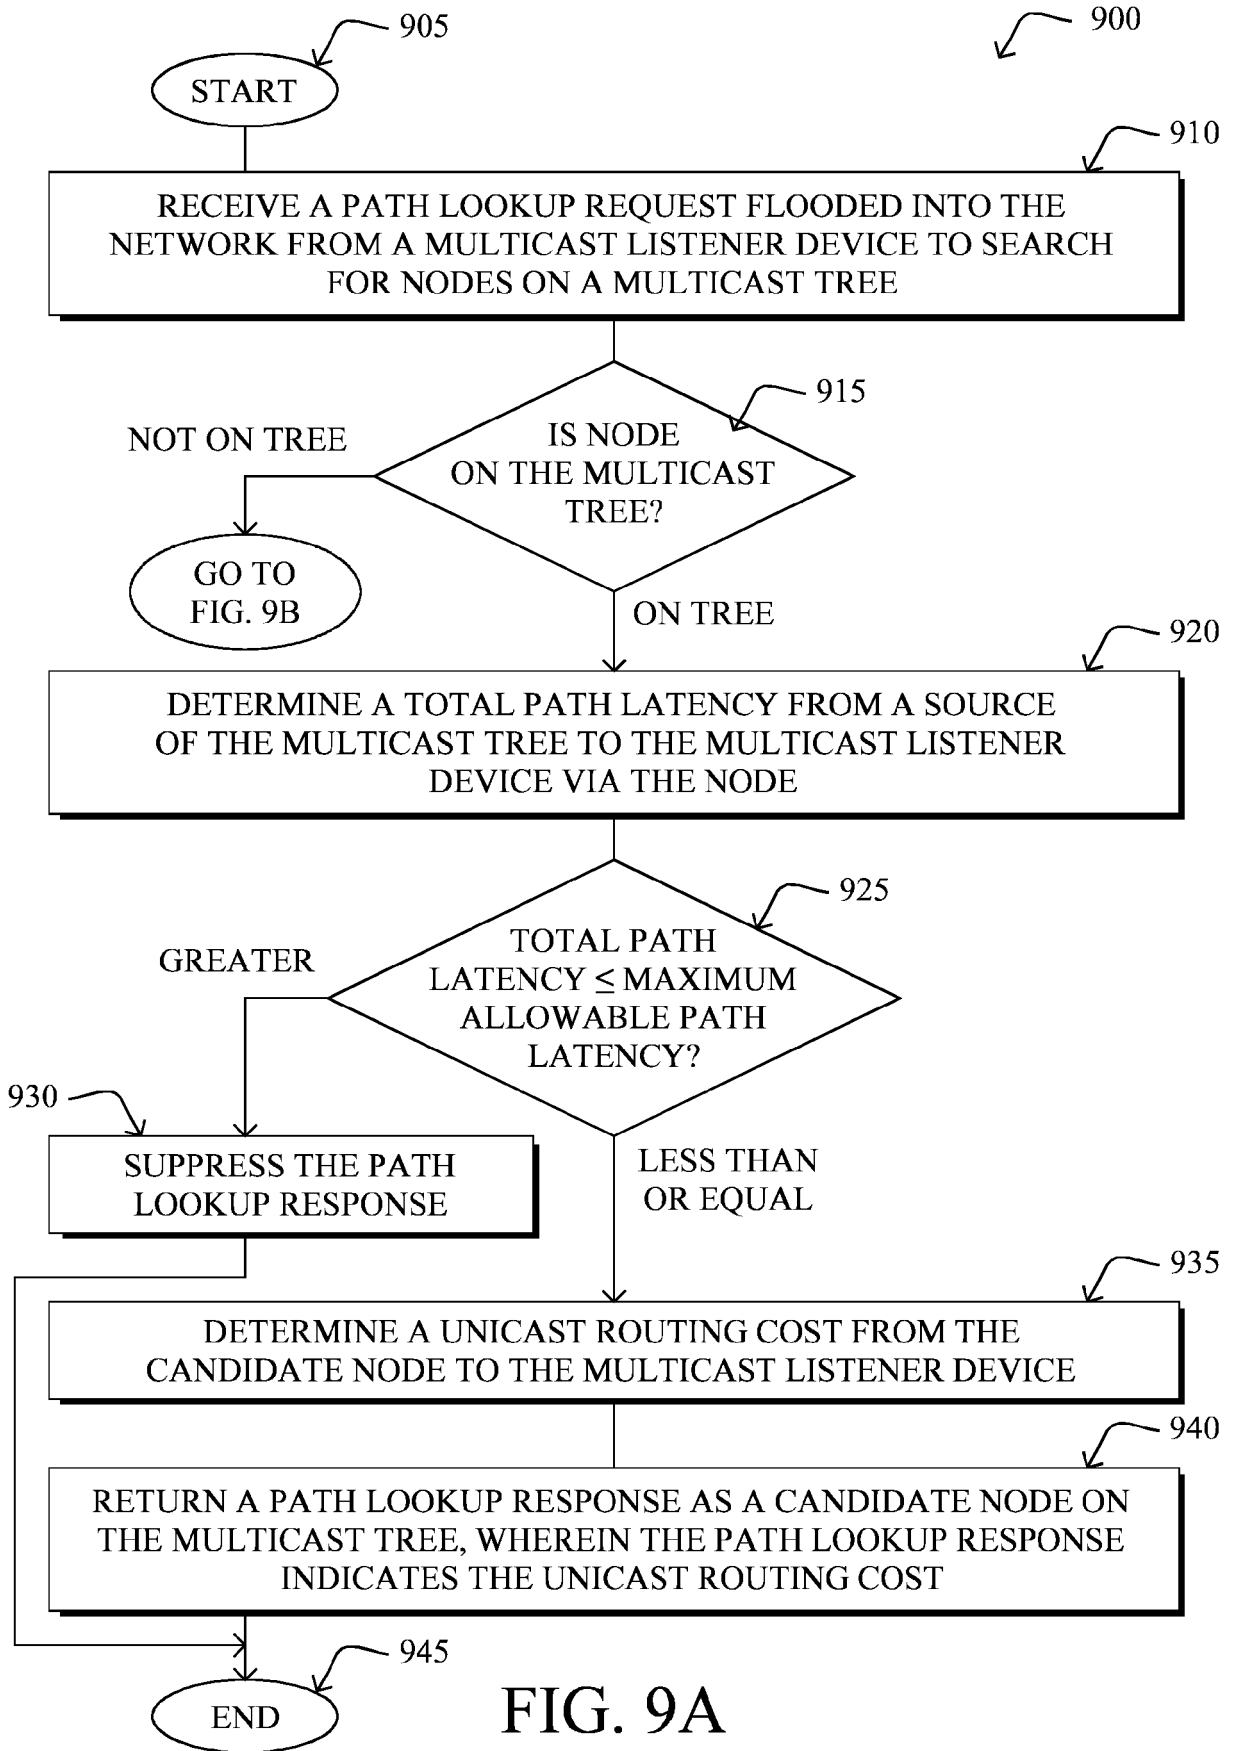 905
900
START
910
RECEIVE A PATH LOOKUP REQUEST FLOODED INTO THE
NETWORK FROM A MULTICAST LISTENER DEVICE TO SEARCH
FOR NODES ON A MULTICAST TREE
915
NOT ON TREE
IS NODE
ON THE MULTICAST
TREE?
GO TO
FIG. 9B
ON TREE
920
DETERMINE A TOTAL PATH LATENCY FROM A SOURCE
OF THE MULTICAST TREE TO THE MULTICAST LISTENER
DEVICE VIA THE NODE
925
GREATER
TOTAL PATH
LATENCY ≤ MAXIMUM
ALLOWABLE PATH
LATENCY?
930
SUPPRESS THE PATH
LOOKUP RESPONSE
LESS THAN
OR EQUAL
935
DETERMINE A UNICAST ROUTING COST FROM THE
CANDIDATE NODE TO THE MULTICAST LISTENER DEVICE
940
RETURN A PATH LOOKUP RESPONSE AS A CANDIDATE NODE ON
THE MULTICAST TREE, WHEREIN THE PATH LOOKUP RESPONSE
INDICATES THE UNICAST ROUTING COST
945
END
FIG. 9A